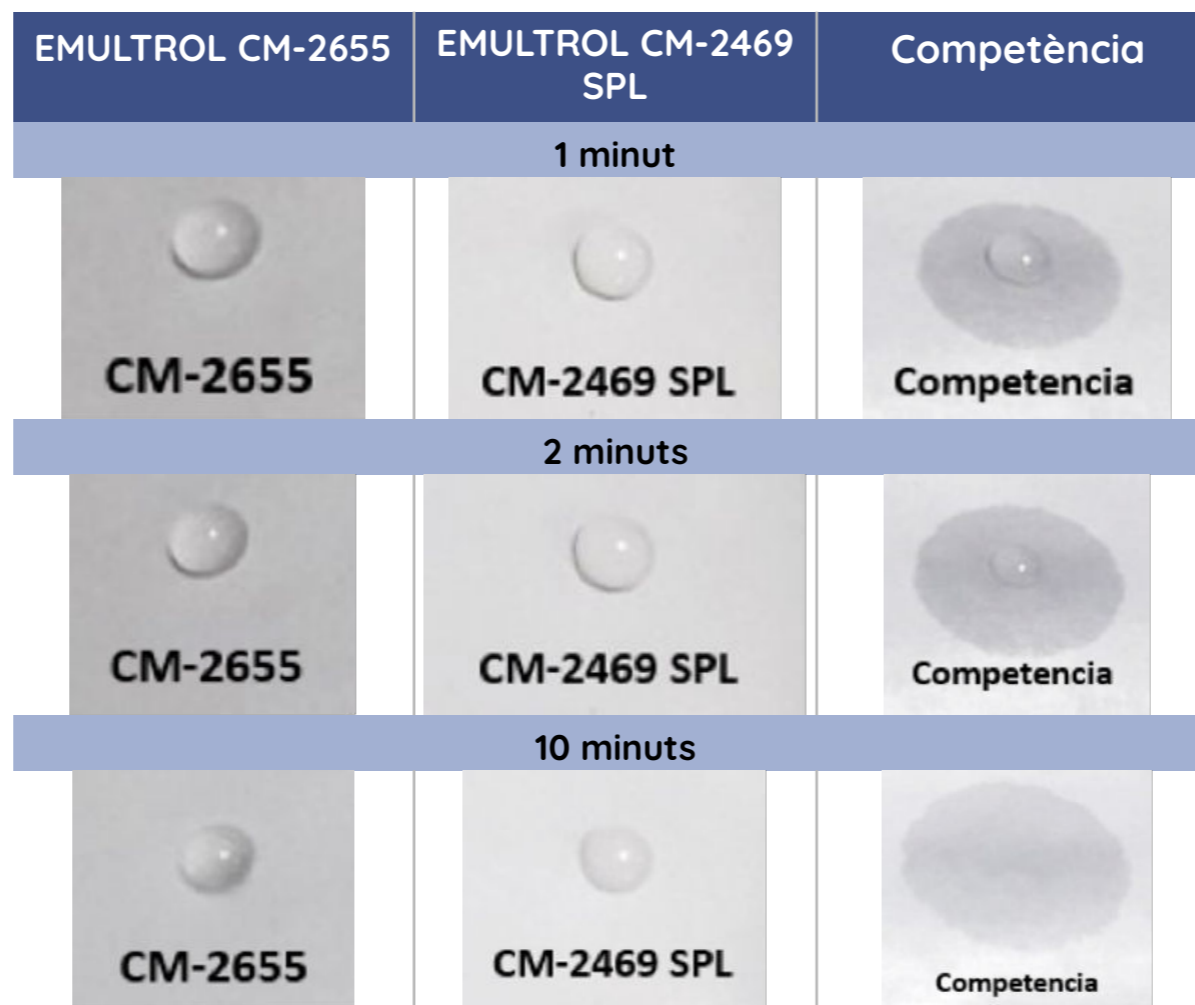 EMULTROL CM-2655
EMULTROL CM-2469
SPL
Competència
1 minut
CM-2655
CM-2469 SPL
Competencia
2 minuts
CM-2655
CM-2469 SPL
Competencia
10 minuts
CM-2655
CM-2469 SPL
Competencia